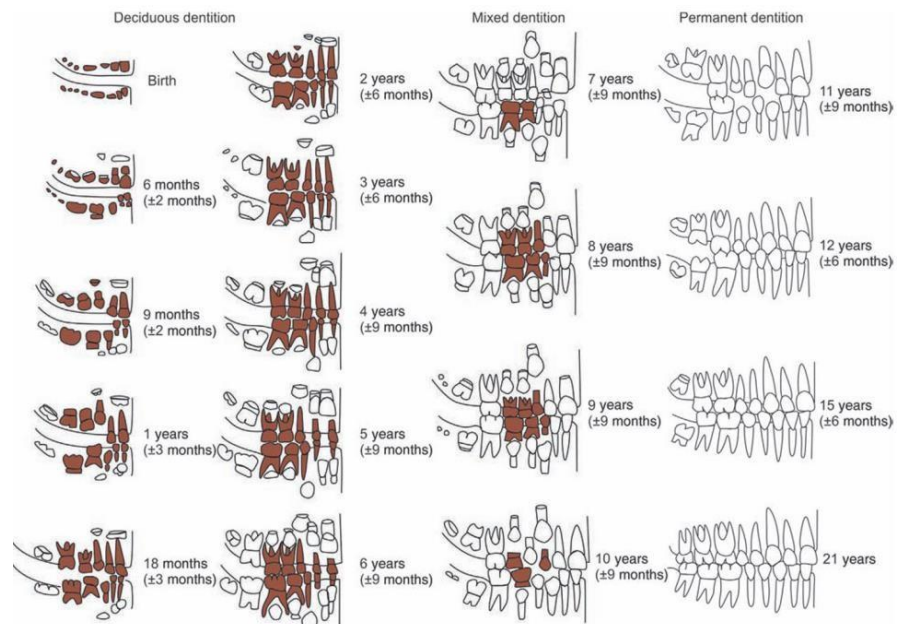 Deciduous dentition
Mixed dentition
Permanent dentition
Birth
6 months
(±2 months)
9 months
(±2 months)
1 years
(±3 months)
18 months
(±3 months)
2 years
(±6 months)
3 years
(±6 months)
4 years
(±9 months)
5 years
(±9 months)
6 years
(±9 months)
7 years
(±9 months)
8 years
(±9 months)
9 years
(±9 months)
10 years
(±9 months)
11 years
(±9 months)
12 years
(±6 months)
15 years
(±6 months)
21 years